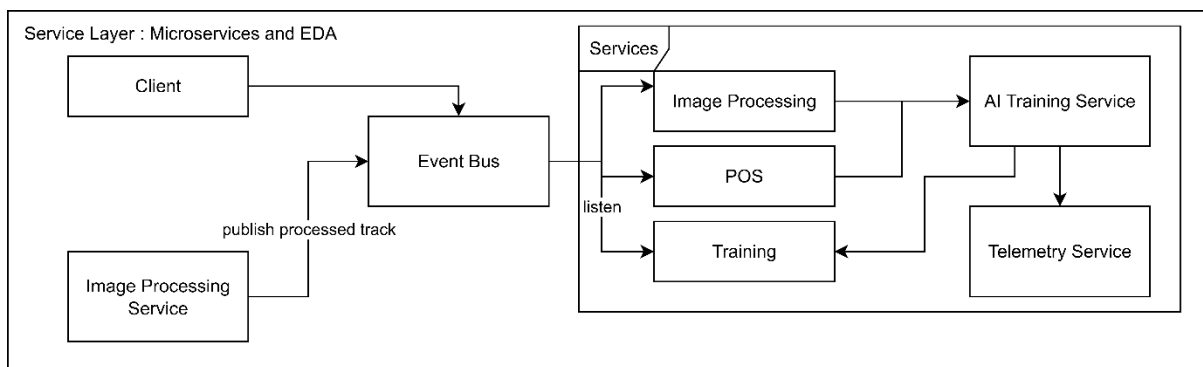 Service Layer : Microservices and EDA
Services
Client
Image Processing
AI Training Service
Event Bus
POS
listen
publish processed track
Training
Telemetry Service
Image Processing
Service